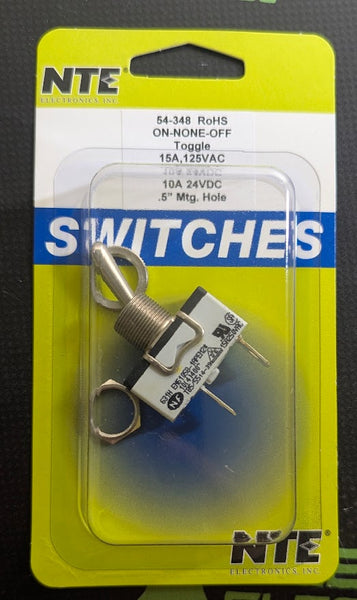 NTE
ELECTRONICS INC
54-348 RoHS
ON-NONE-OFF
Toggle
15A,125VAC
10A 24VDC
.5" Mtg. Hole
SWITCHES
NF
NTE
ELECTRONICS INC.